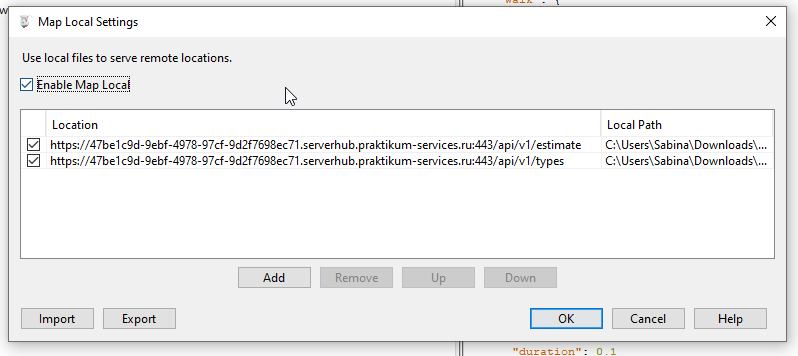 w
walk : {
Map Local Settings
Use local files to serve remote locations.
Enable Map Local
Location Local Path
https://47be1c9d-9ebf-4978-97cf-9d2f7698ec71.serverhub.praktikum-services.ru:443/api/v1/estimate C:\Users\Sabina\Downloads\...
https://47be1c9d-9ebf-4978-97cf-9d2f7698ec71.serverhub.praktikum-services.ru:443/api/v1/types C:\Users\Sabina\Downloads\...
Add Remove Up Down
Import Export OK Cancel Help
"duration": 0.1